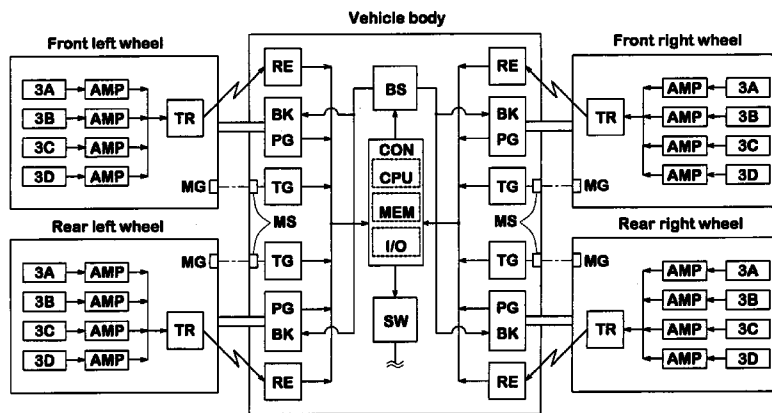 Vehicle body
Front left wheel
3A AMP
3B AMP
3C AMP
3D AMP
TR
MG
Rear left wheel
MG
3A AMP
3B AMP
3C AMP
3D AMP
TR
RE
BK
PG
TG
MS
TG
PG
BK
RE
BS
CON
CPU
MEM
I/O
SW
RE
BK
PG
TG
MS
TG
PG
BK
RE
Front right wheel
TR
AMP 3A
AMP 3B
AMP 3C
AMP 3D
MG
Rear right wheel
MG
TR
AMP 3A
AMP 3B
AMP 3C
AMP 3D